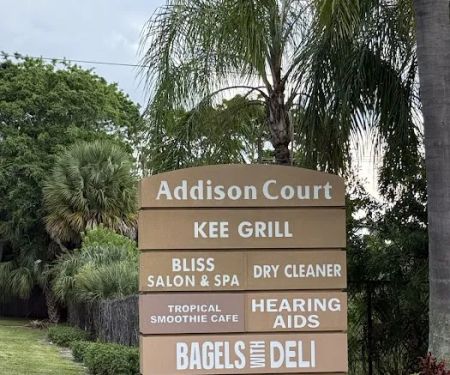 Addison Court
KEE GRILL
BLISS
SALON & SPA
DRY CLEANER
TROPICAL
SMOOTHIE CAFE
HEARING
AIDS
BAGELS WITH DELI